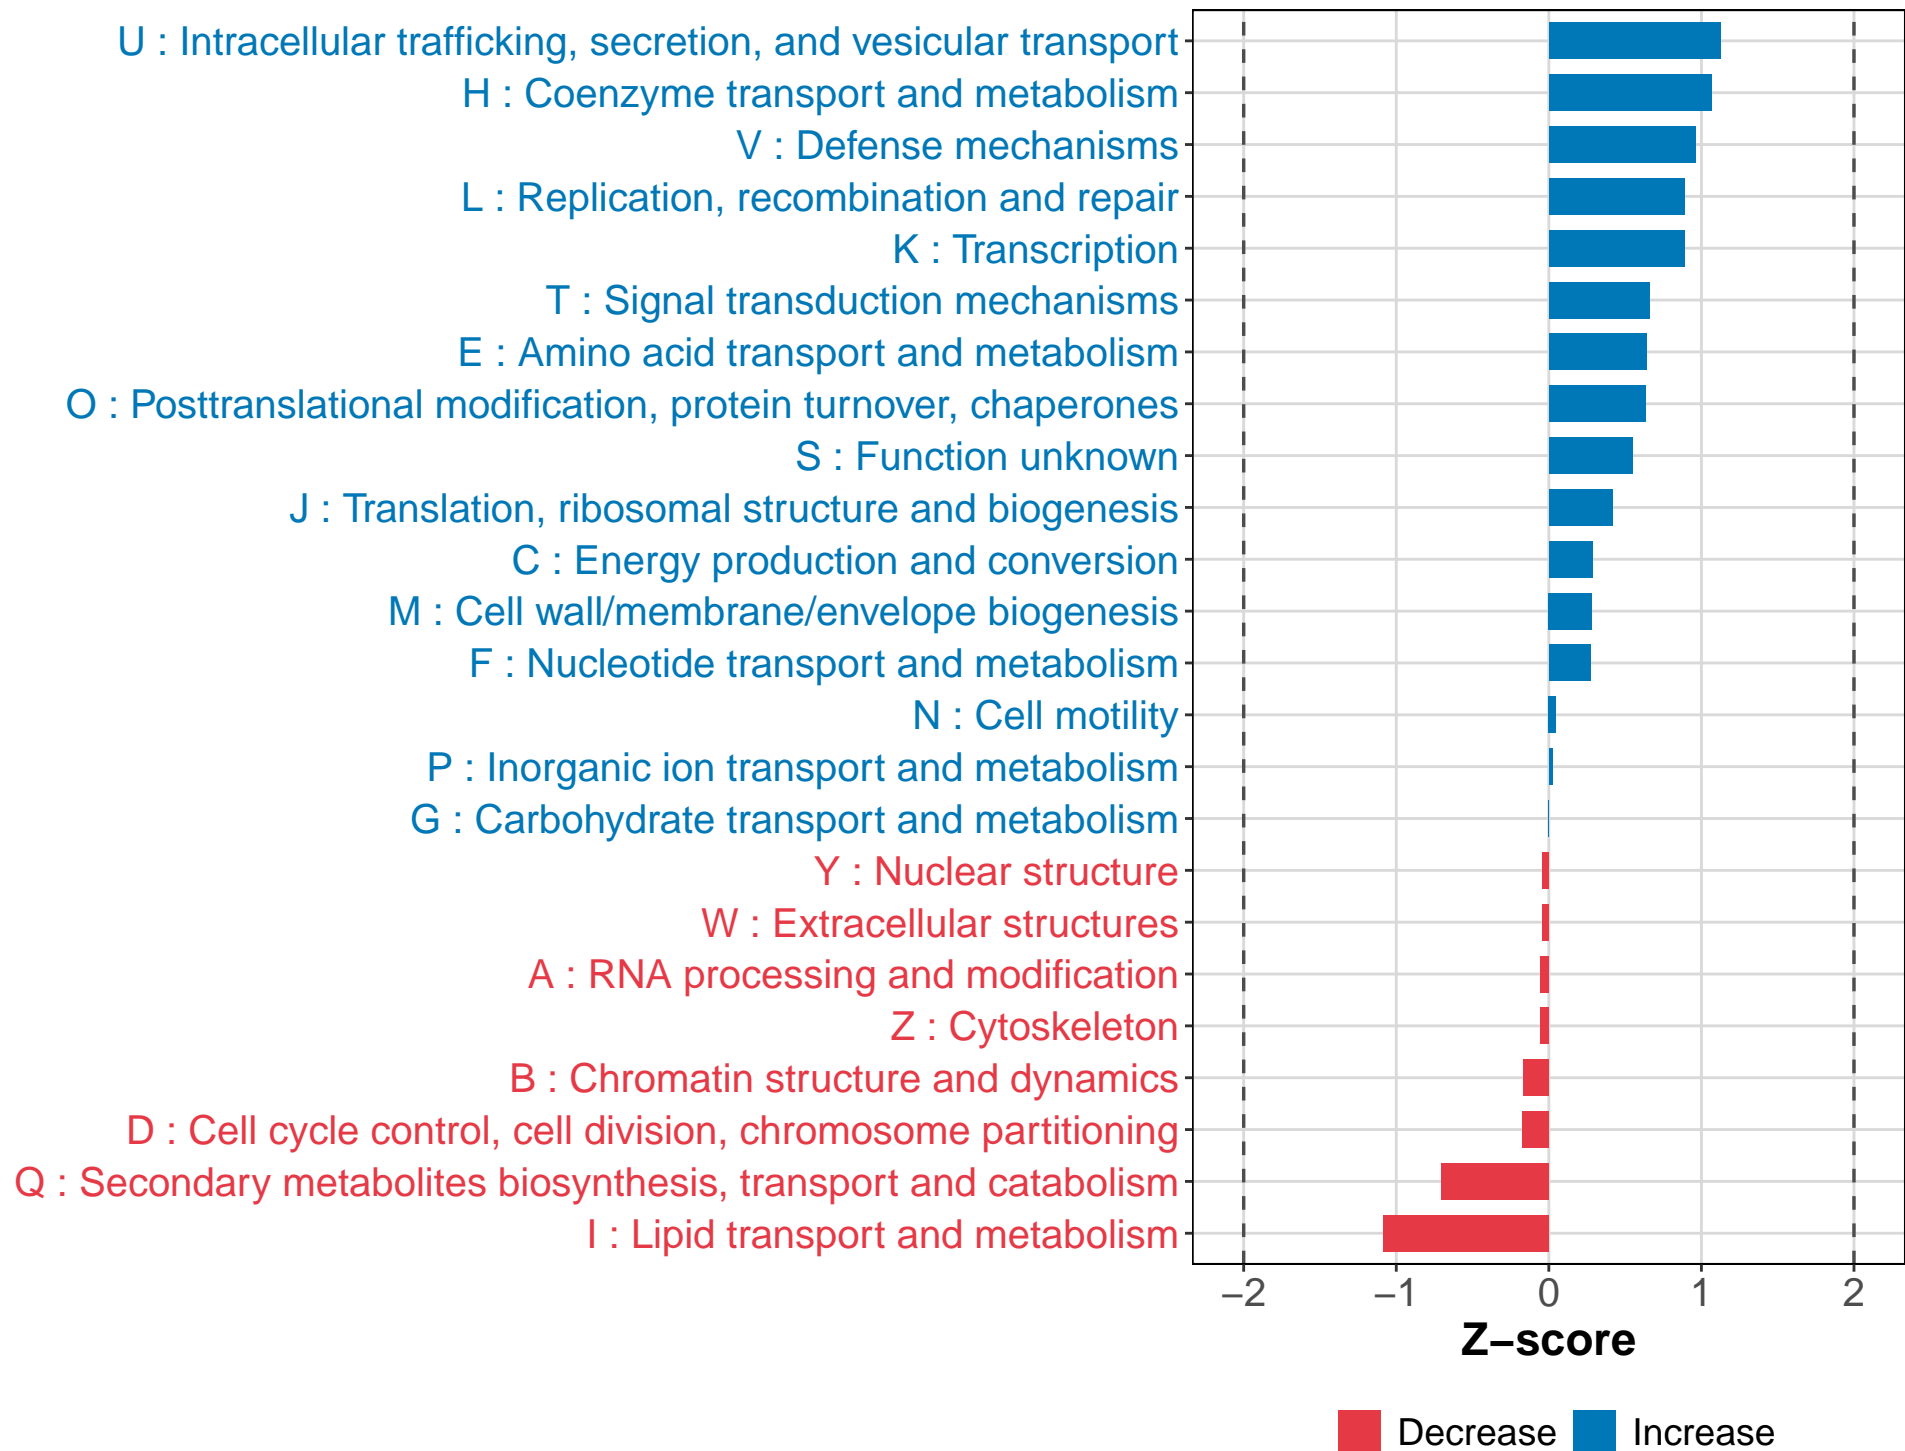 U : Intracellular trafficking, secretion, and vesicular transport
H : Coenzyme transport and metabolism
V : Defense mechanisms
L : Replication, recombination and repair
K : Transcription
T : Signal transduction mechanisms
E : Amino acid transport and metabolism
O : Posttranslational modification, protein turnover, chaperones
S : Function unknown
J : Translation, ribosomal structure and biogenesis
C : Energy production and conversion
M : Cell wall/membrane/envelope biogenesis
F : Nucleotide transport and metabolism
N : Cell motility
P : Inorganic ion transport and metabolism
G : Carbohydrate transport and metabolism
Y : Nuclear structure
W : Extracellular structures
A : RNA processing and modification
Z : Cytoskeleton
B : Chromatin structure and dynamics
D : Cell cycle control, cell division, chromosome partitioning
Q : Secondary metabolites biosynthesis, transport and catabolism
I : Lipid transport and metabolism
−2 −1 0 1 2
Z−score
Decrease Increase